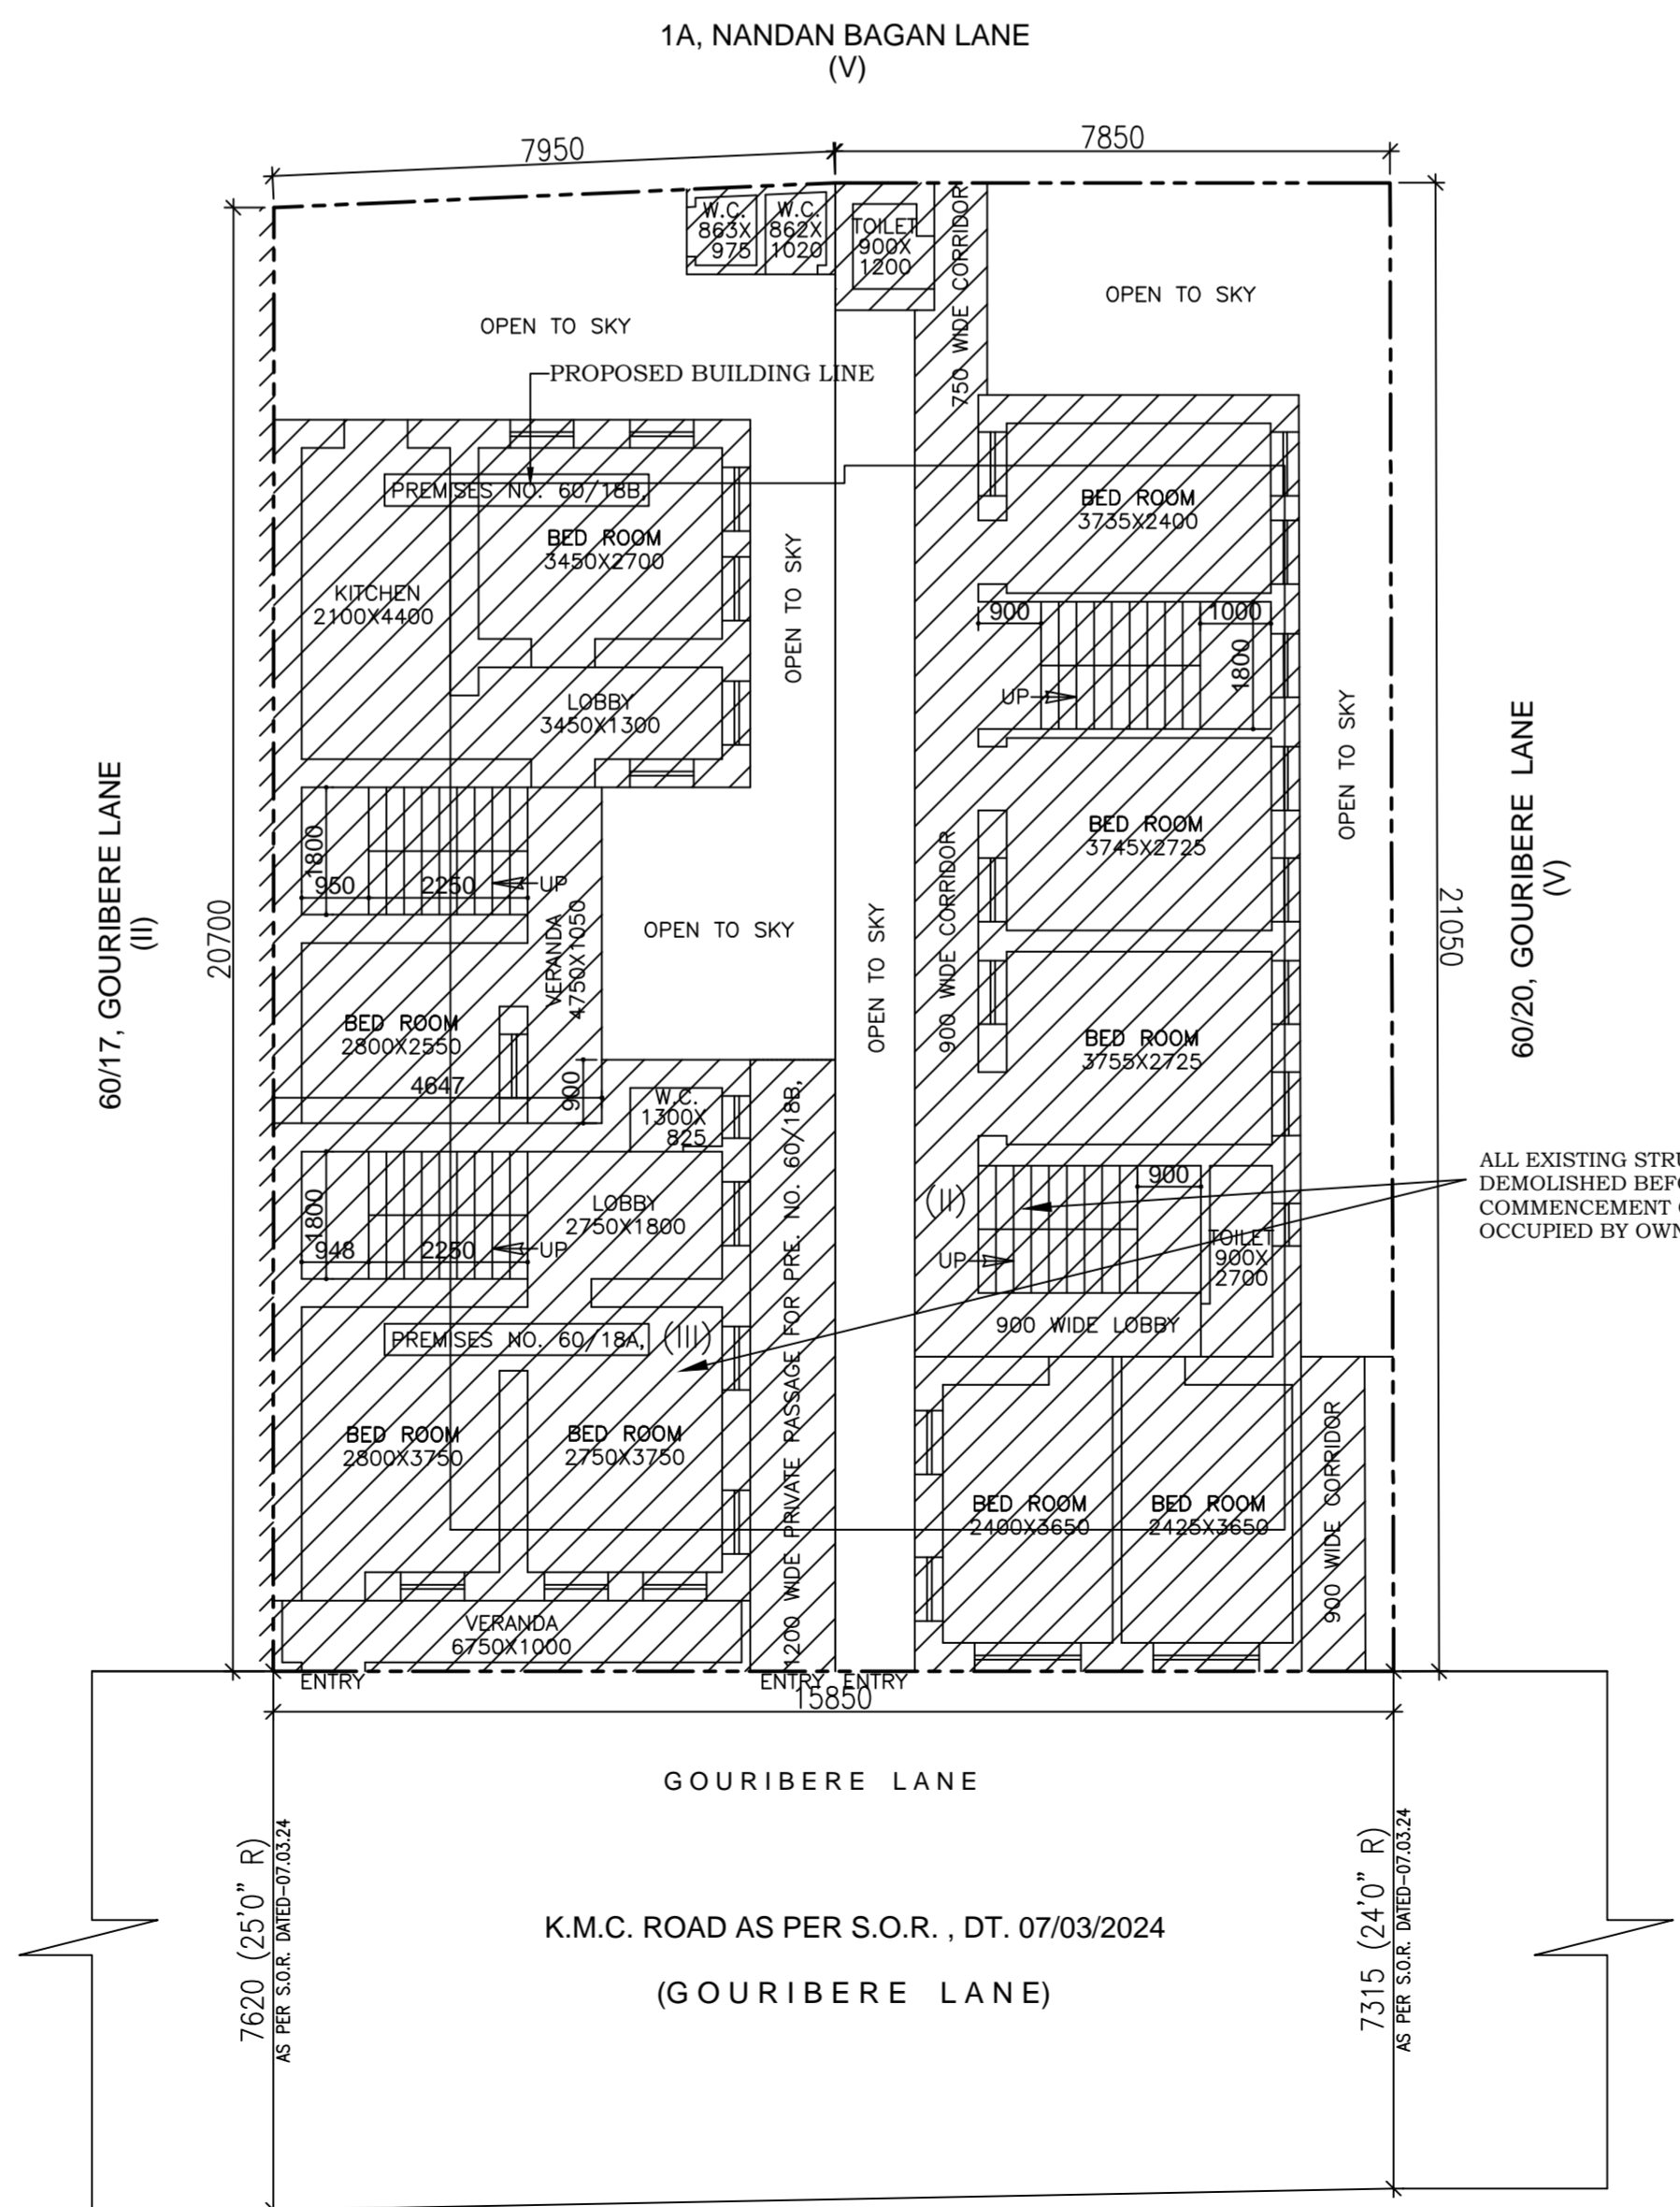 1A, NANDAN BAGAN LANE
(V)
7950
7850
W.C.
863X
975
W.C.
862X
1020
TOILET
900X
1200
750 WIDE CORRIDOR
OPEN TO SKY
OPEN TO SKY
PROPOSED BUILDING LINE
PREMISES NO. 60/18B,
BED ROOM
3450X2700
KITCHEN
2100X4400
OPEN TO SKY
BED ROOM
3735X2400
900
1000
1800
UP
LOBBY
3450X1300
OPEN TO SKY
60/17, GOURIBERE LANE
(II)
20700
21050
60/20, GOURIBERE LANE
(V)
1800
950
2250
UP
VERANDA
4750X1050
OPEN TO SKY
OPEN TO SKY
900 WIDE CORRIDOR
BED ROOM
3745X2725
BED ROOM
2800X2550
4647
900
W.C.
1300X
825
BED ROOM
3755X2725
1200 WIDE PRIVATE PASSAGE FOR PRE. NO. 60/18B,
1800
948
2250
UP
LOBBY
2750X1800
(II)
900
UP
TOILET
900X
2700
900 WIDE LOBBY
ALL EXISTING STRU
DEMOLISHED BEF
COMMENCEMENT
OCCUPIED BY OWN
PREMISES NO. 60/18A,
(III)
BED ROOM
2800X3750
BED ROOM
2750X3750
BED ROOM
2400X3650
BED ROOM
2425X3650
900 WIDE CORRIDOR
VERANDA
6750X1000
ENTRY
ENTRY
ENTRY
15850
GOURIBERE LANE
7620 (25'0" R)
AS PER S.O.R. DATED-07.03.24
K.M.C. ROAD AS PER S.O.R. , DT. 07/03/2024
(GOURIBERE LANE)
7315 (24'0" R)
AS PER S.O.R. DATED-07.03.24